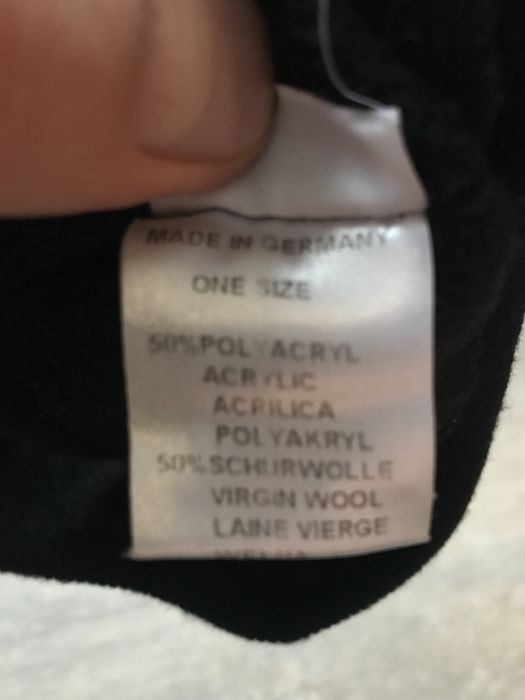 MADE IN GERMANY
ONE SIZE
50%POLYACRYL
ACRYLIC
ACRILICA
POLYAKRYL
50%SCHURWOLLE
VIRGIN WOOL
LAINE VIERGE